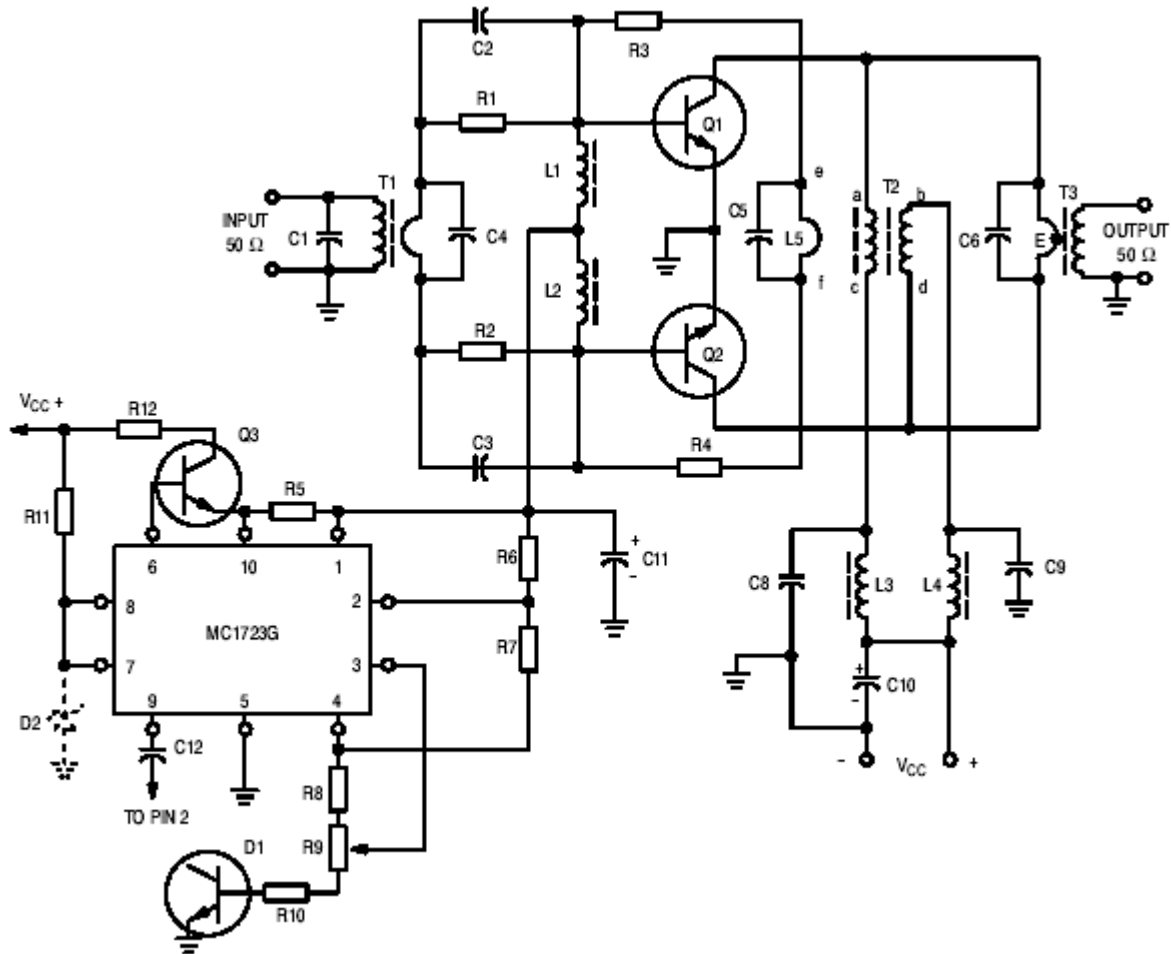 C2
R3
R1
Q1
L1
T1
INPUT
50 Ω
C1
C4
C5
e
L5
f
a
T2
b
c
d
C6
E
T3
OUTPUT
50 Ω
L2
R2
Q2
VCC +
R12
Q3
C3
R4
R11
R5
6
10
1
R6
+
−
C11
8
2
MC1723G
R7
7
3
9
5
4
D2
C12
TO PIN 2
R8
R9
D1
R10
C8
L3
L4
C9
+
−
C10
− VCC +